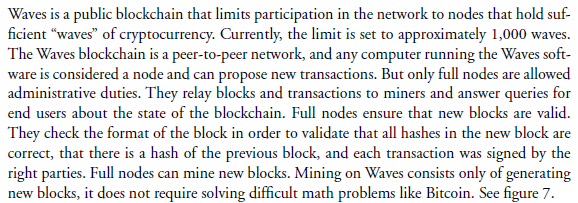 Waves is a public blockchain that limits participation in the network to nodes that hold suf-
ficient “waves” of cryptocurrency. Currently, the limit is set to approximately 1,000 waves.
The Waves blockchain is a peer-to-peer network, and any computer running the Waves soft-
ware is considered a node and can propose new transactions. But only full nodes are allowed
administrative duties. They relay blocks and transactions to miners and answer queries for
end users about the state of the blockchain. Full nodes ensure that new blocks are valid.
They check the format of the block in order to validate that all hashes in the new block are
correct, that there is a hash of the previous block, and each transaction was signed by the
right parties. Full nodes can mine new blocks. Mining on Waves consists only of generating
new blocks, it does not require solving difficult math problems like Bitcoin. See figure 7.